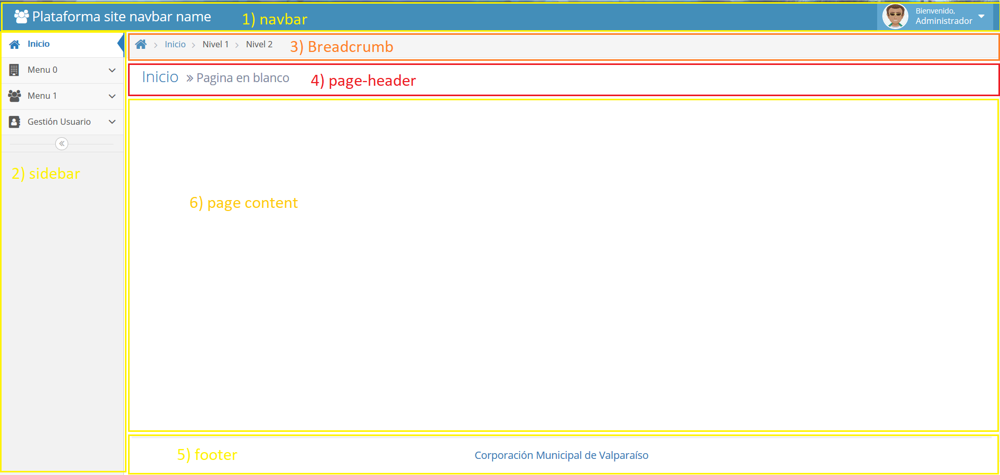 Plataforma site navbar name
1) navbar
Bienvenido,
Administrador
Inicio
Menu 0
Menu 1
Gestión Usuario
2) sidebar
Inicio Nivel 1 Nivel 2
3) Breadcrumb
Inicio Pagina en blanco
4) page-header
6) page content
5) footer
Corporación Municipal de Valparaíso